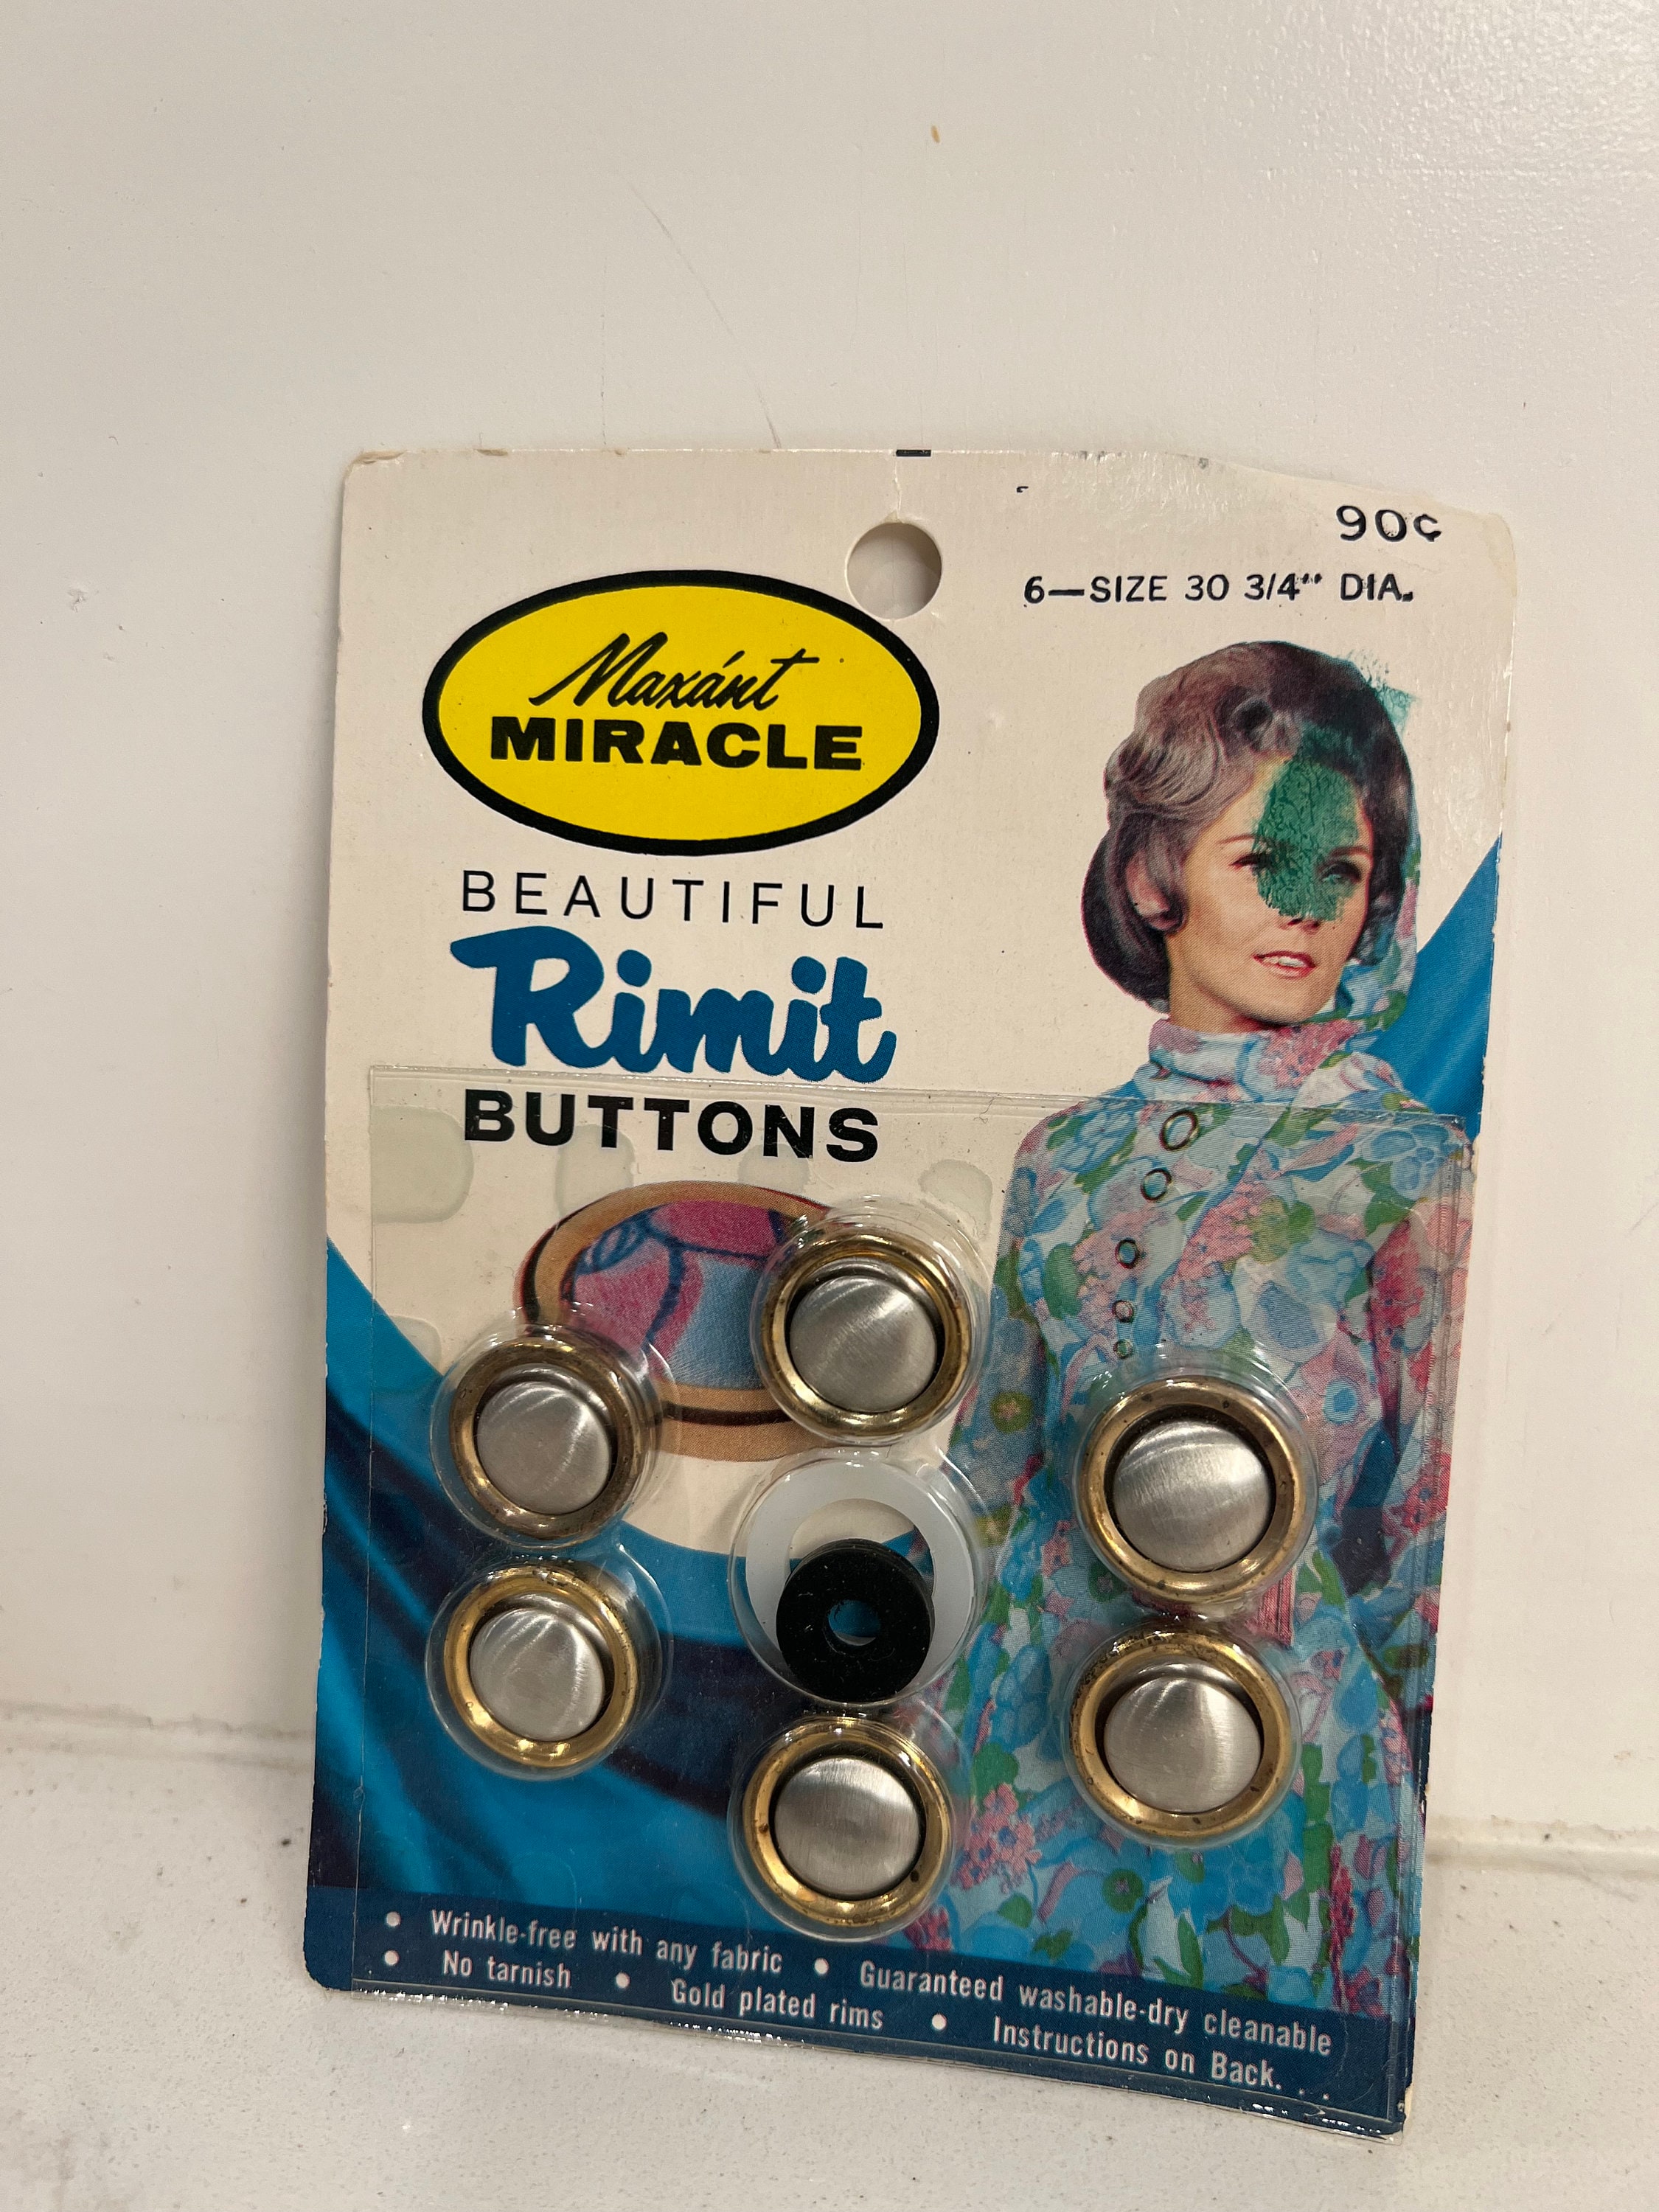 90¢
6—SIZE 30 3/4" DIA.
Maxánt
MIRACLE
BEAUTIFUL
Rimit
BUTTONS
• Wrinkle-free with any fabric • Guaranteed washable-dry cleanable
• No tarnish • Gold plated rims • Instructions on Back. . .